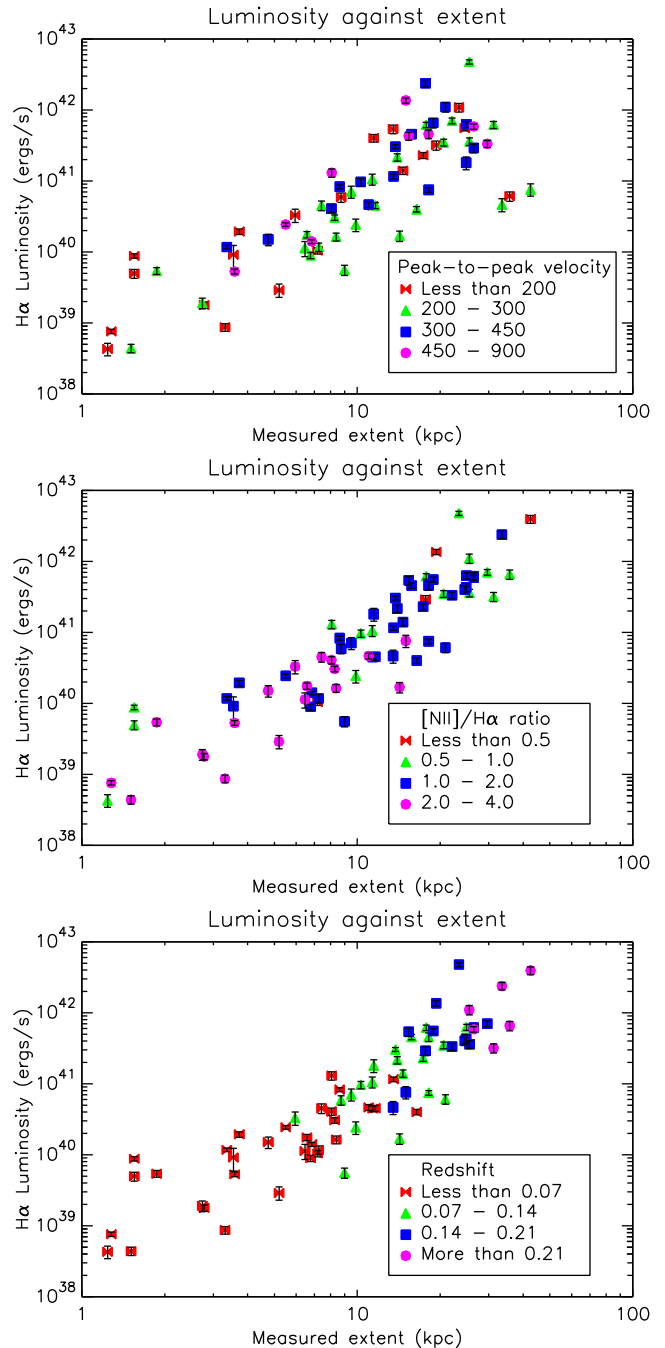 Luminosity against extent
10^43
10^42
10^41
10^40
10^39
10^38
Hα Luminosity (ergs/s)
Peak-to-peak velocity
Less than 200
200 – 300
300 – 450
450 – 900
1
10
100
Measured extent (kpc)
Luminosity against extent
10^43
10^42
10^41
10^40
10^39
10^38
Hα Luminosity (ergs/s)
[NII]/Hα ratio
Less than 0.5
0.5 – 1.0
1.0 – 2.0
2.0 – 4.0
1
10
100
Measured extent (kpc)
Luminosity against extent
10^43
10^42
10^41
10^40
10^39
10^38
Hα Luminosity (ergs/s)
Redshift
Less than 0.07
0.07 – 0.14
0.14 – 0.21
More than 0.21
1
10
100
Measured extent (kpc)